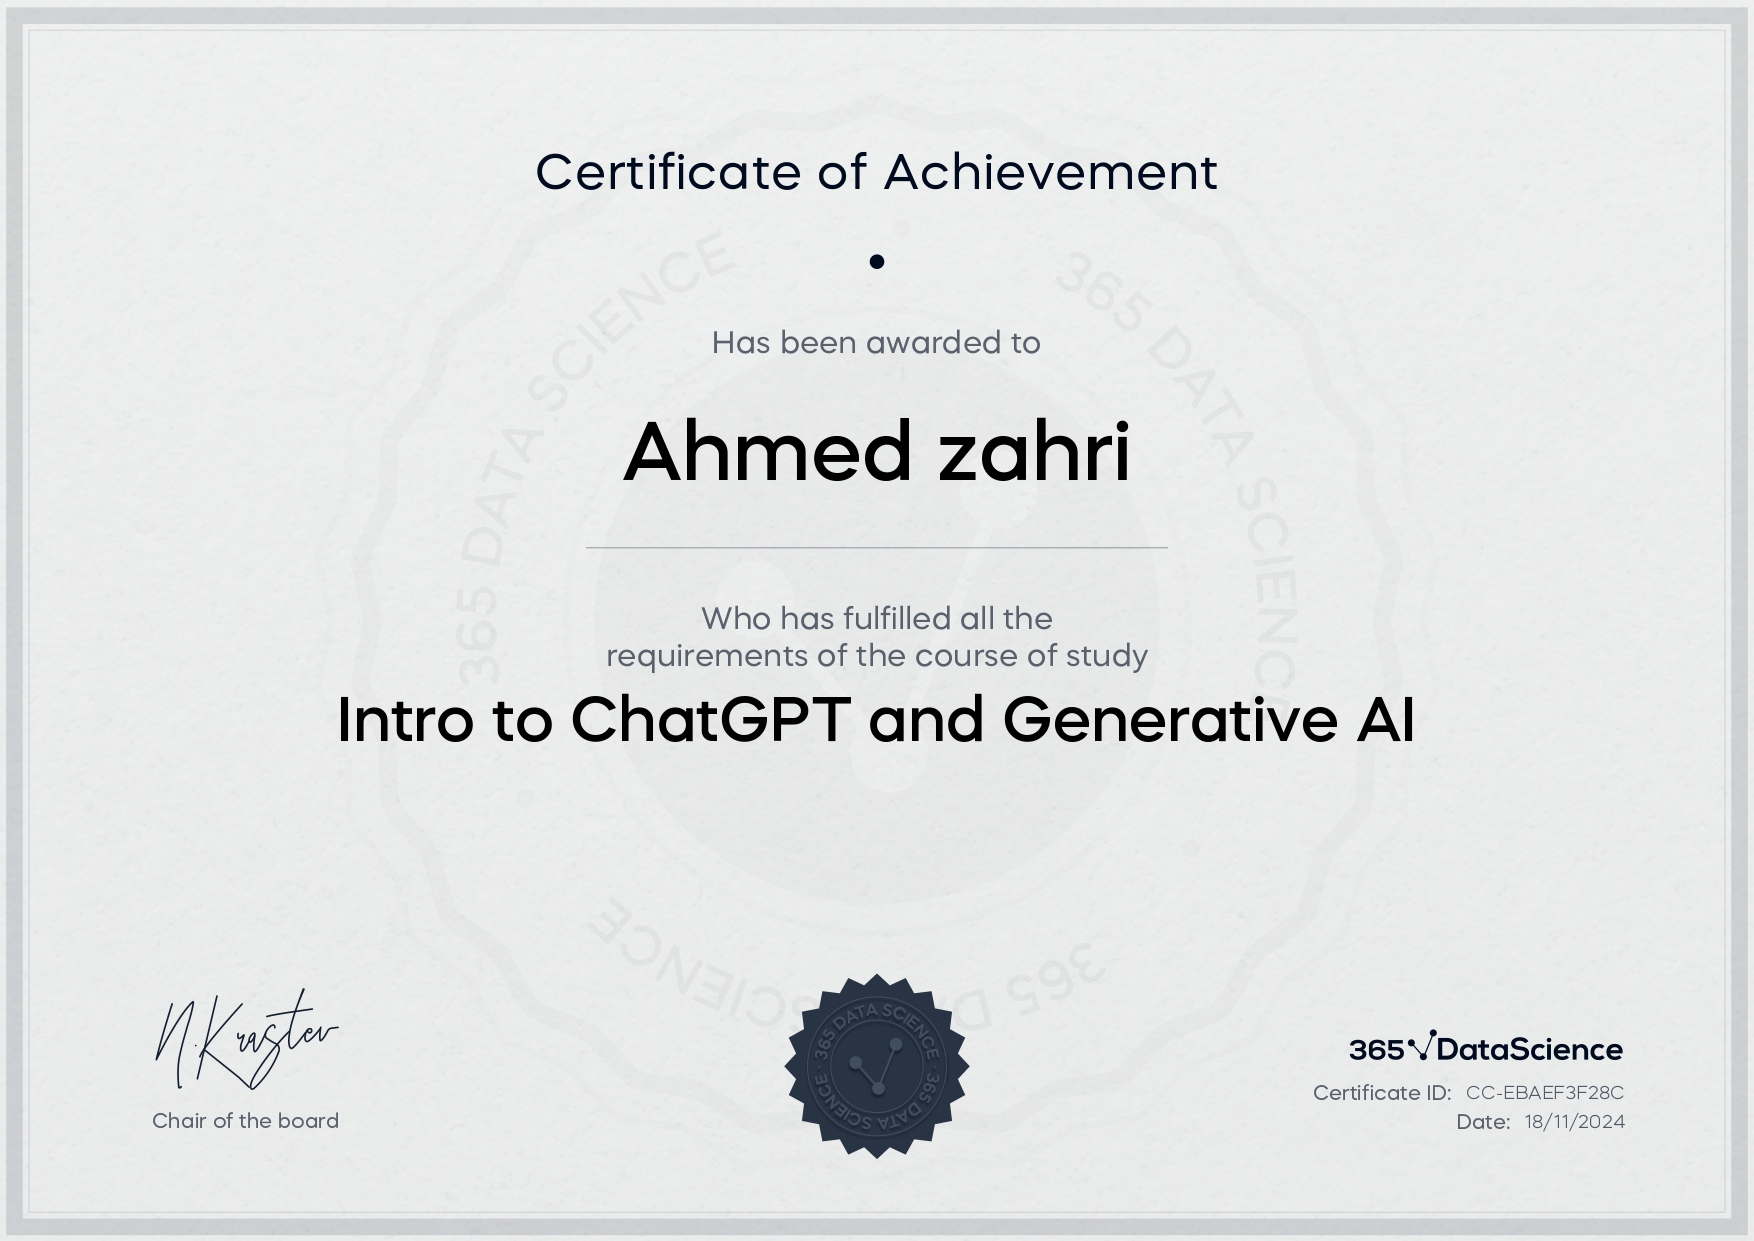 Certificate of Achievement
Has been awarded to
Ahmed zahri
Who has fulfilled all the
requirements of the course of study
Intro to ChatGPT and Generative AI
365 DATA SCIENCE
365 DATA SCIENCE
365 DATA SCIENCE
N.Krastev
Chair of the board
365 DATA SCIENCE · 365 DATA SCIENCE ·
365 DataScience
Certificate ID: CC-EBAEF3F28C
Date: 18/11/2024